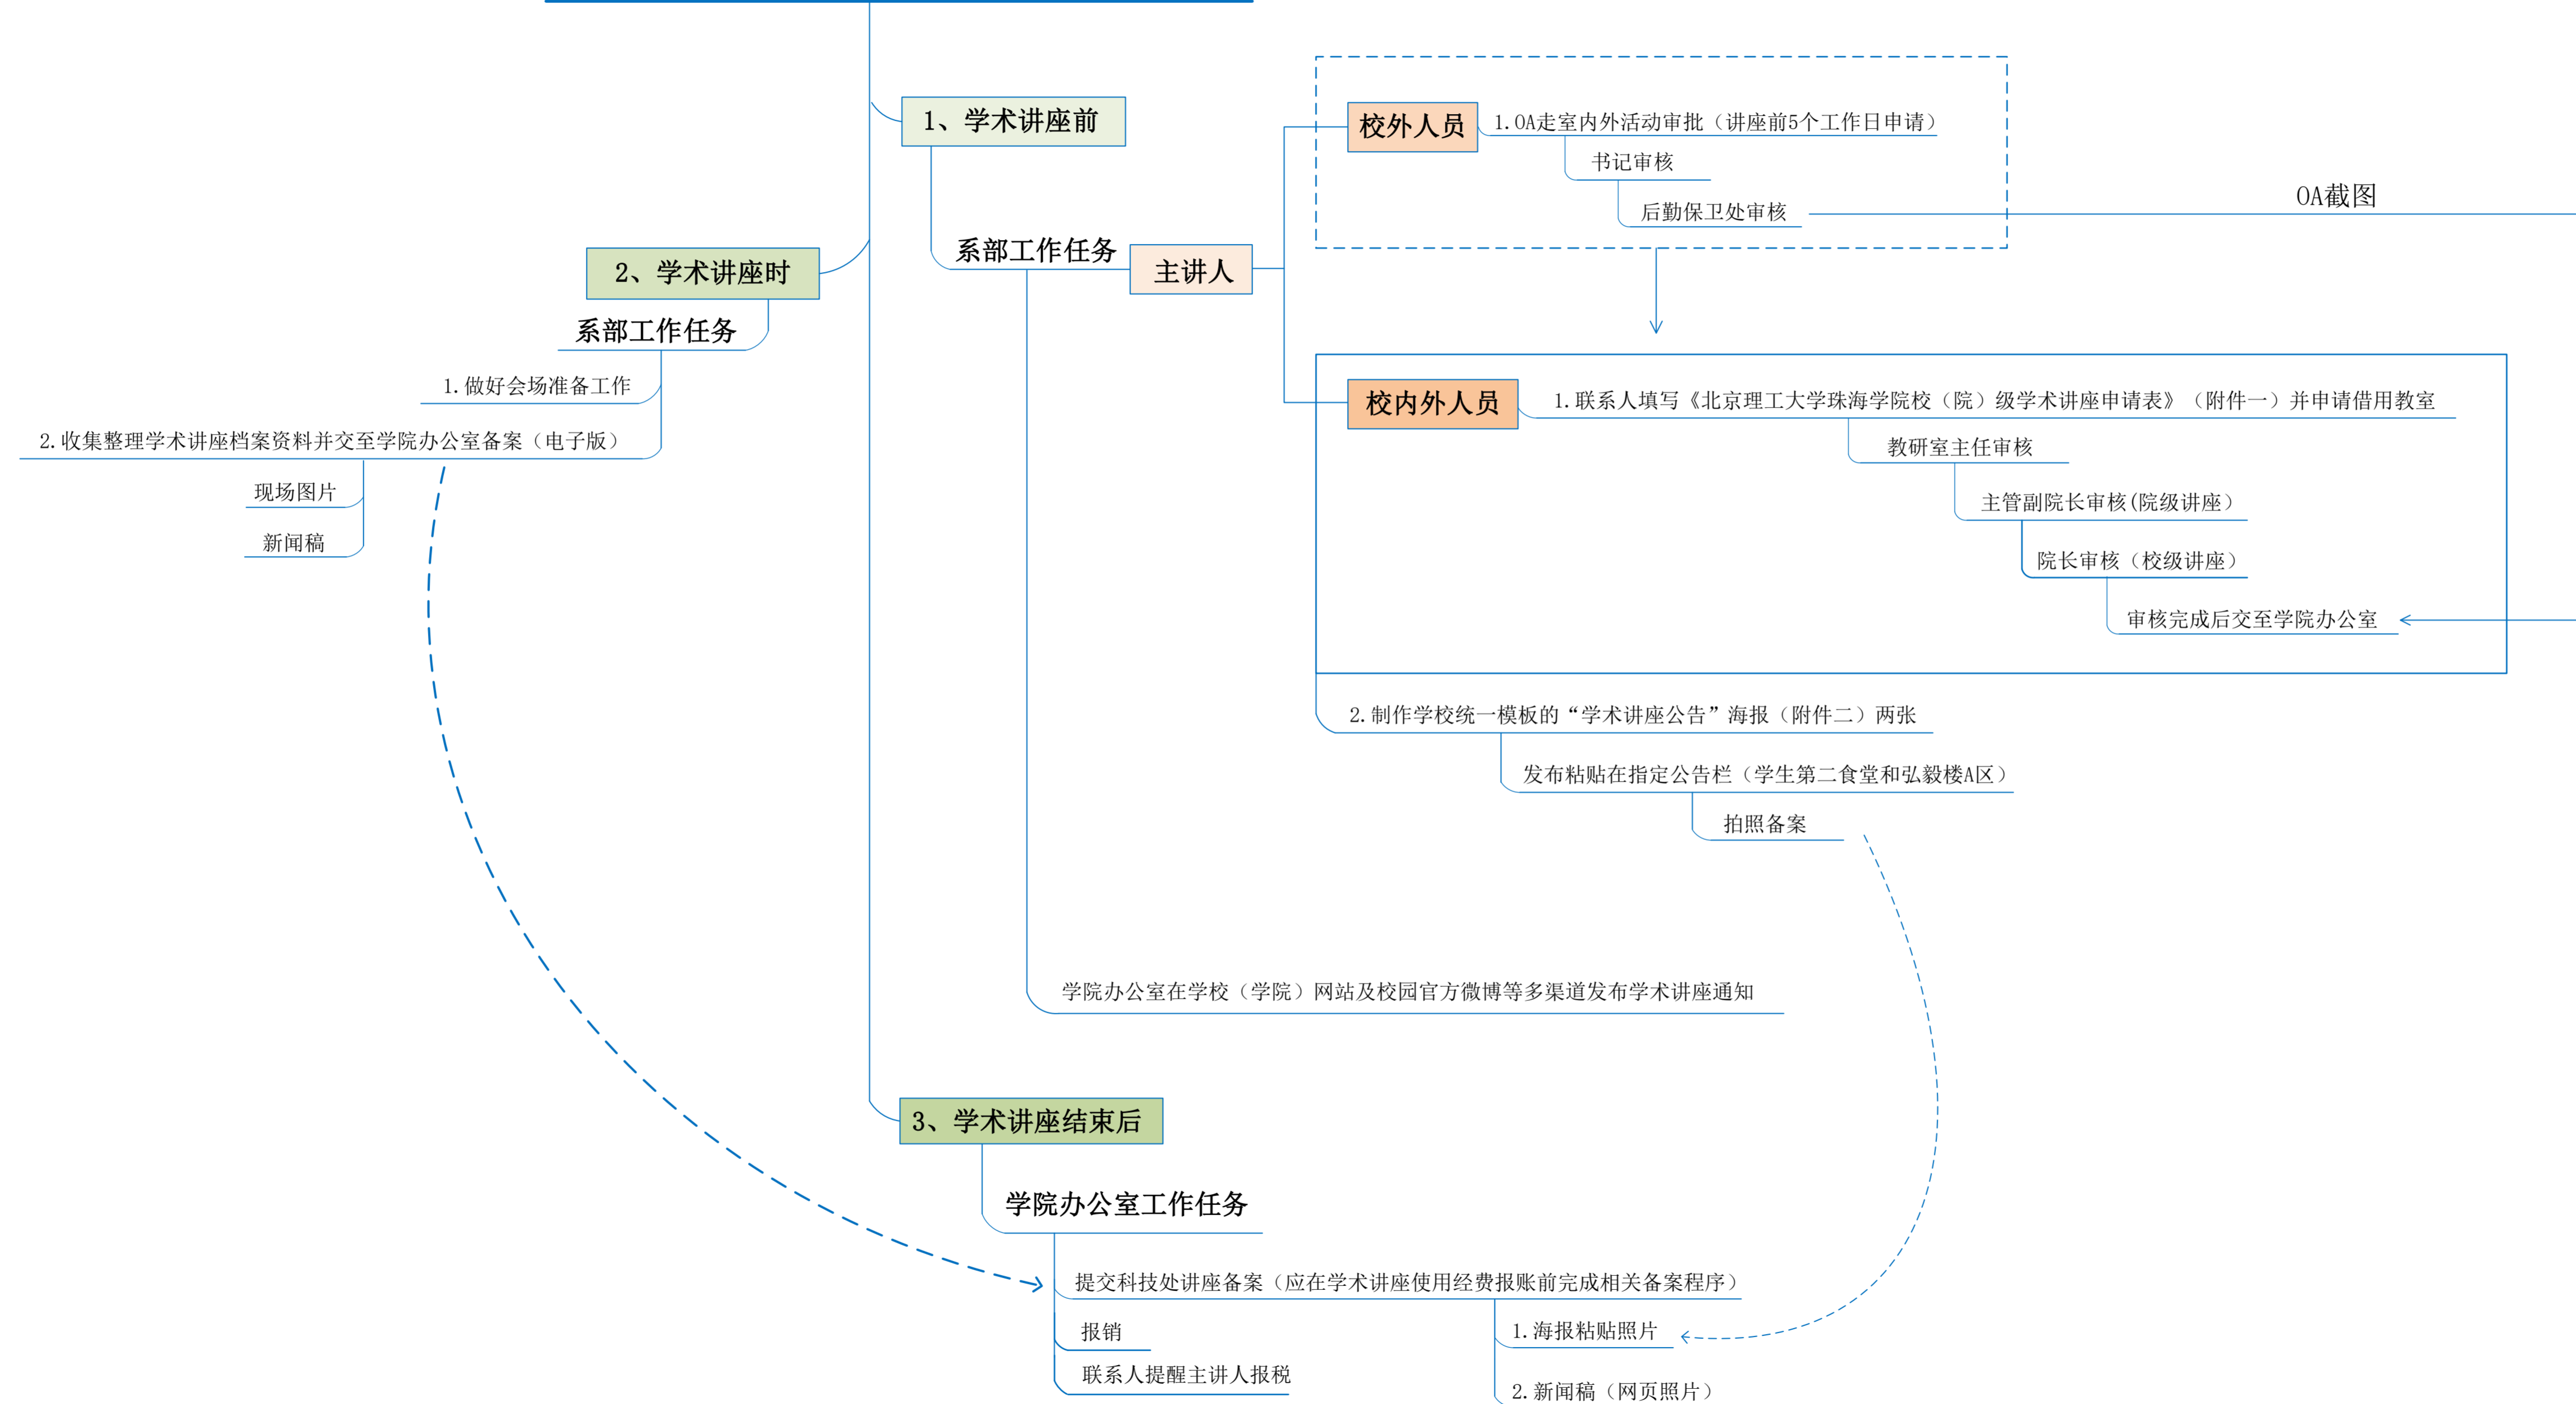 1、学术讲座前
系部工作任务
主讲人
校外人员
1.OA走室内外活动审批（讲座前5个工作日申请）
书记审核
后勤保卫处审核
OA截图
校内外人员
1.联系人填写《北京理工大学珠海学院校（院）级学术讲座申请表》（附件一）并申请借用教室
教研室主任审核
主管副院长审核(院级讲座）
院长审核（校级讲座）
审核完成后交至学院办公室
2.制作学校统一模板的“学术讲座公告”海报（附件二）两张
发布粘贴在指定公告栏（学生第二食堂和弘毅楼A区）
拍照备案
学院办公室在学校（学院）网站及校园官方微博等多渠道发布学术讲座通知
2、学术讲座时
系部工作任务
1.做好会场准备工作
2.收集整理学术讲座档案资料并交至学院办公室备案（电子版）
现场图片
新闻稿
3、学术讲座结束后
学院办公室工作任务
提交科技处讲座备案（应在学术讲座使用经费报账前完成相关备案程序）
1.海报粘贴照片
2.新闻稿（网页照片）
报销
联系人提醒主讲人报税